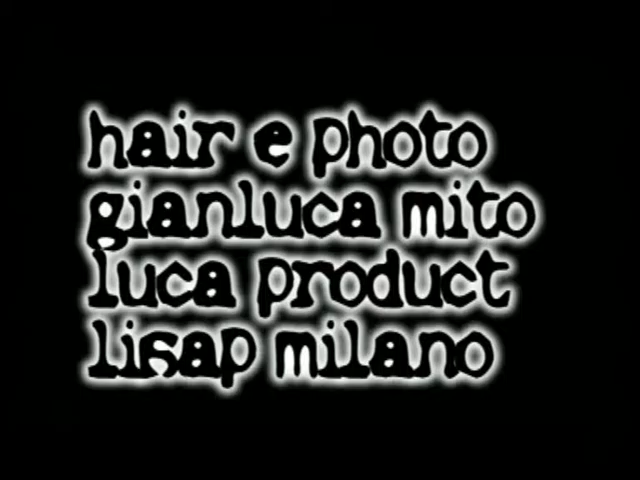 hair e photo
gianluca mito
luca product
lisap milano